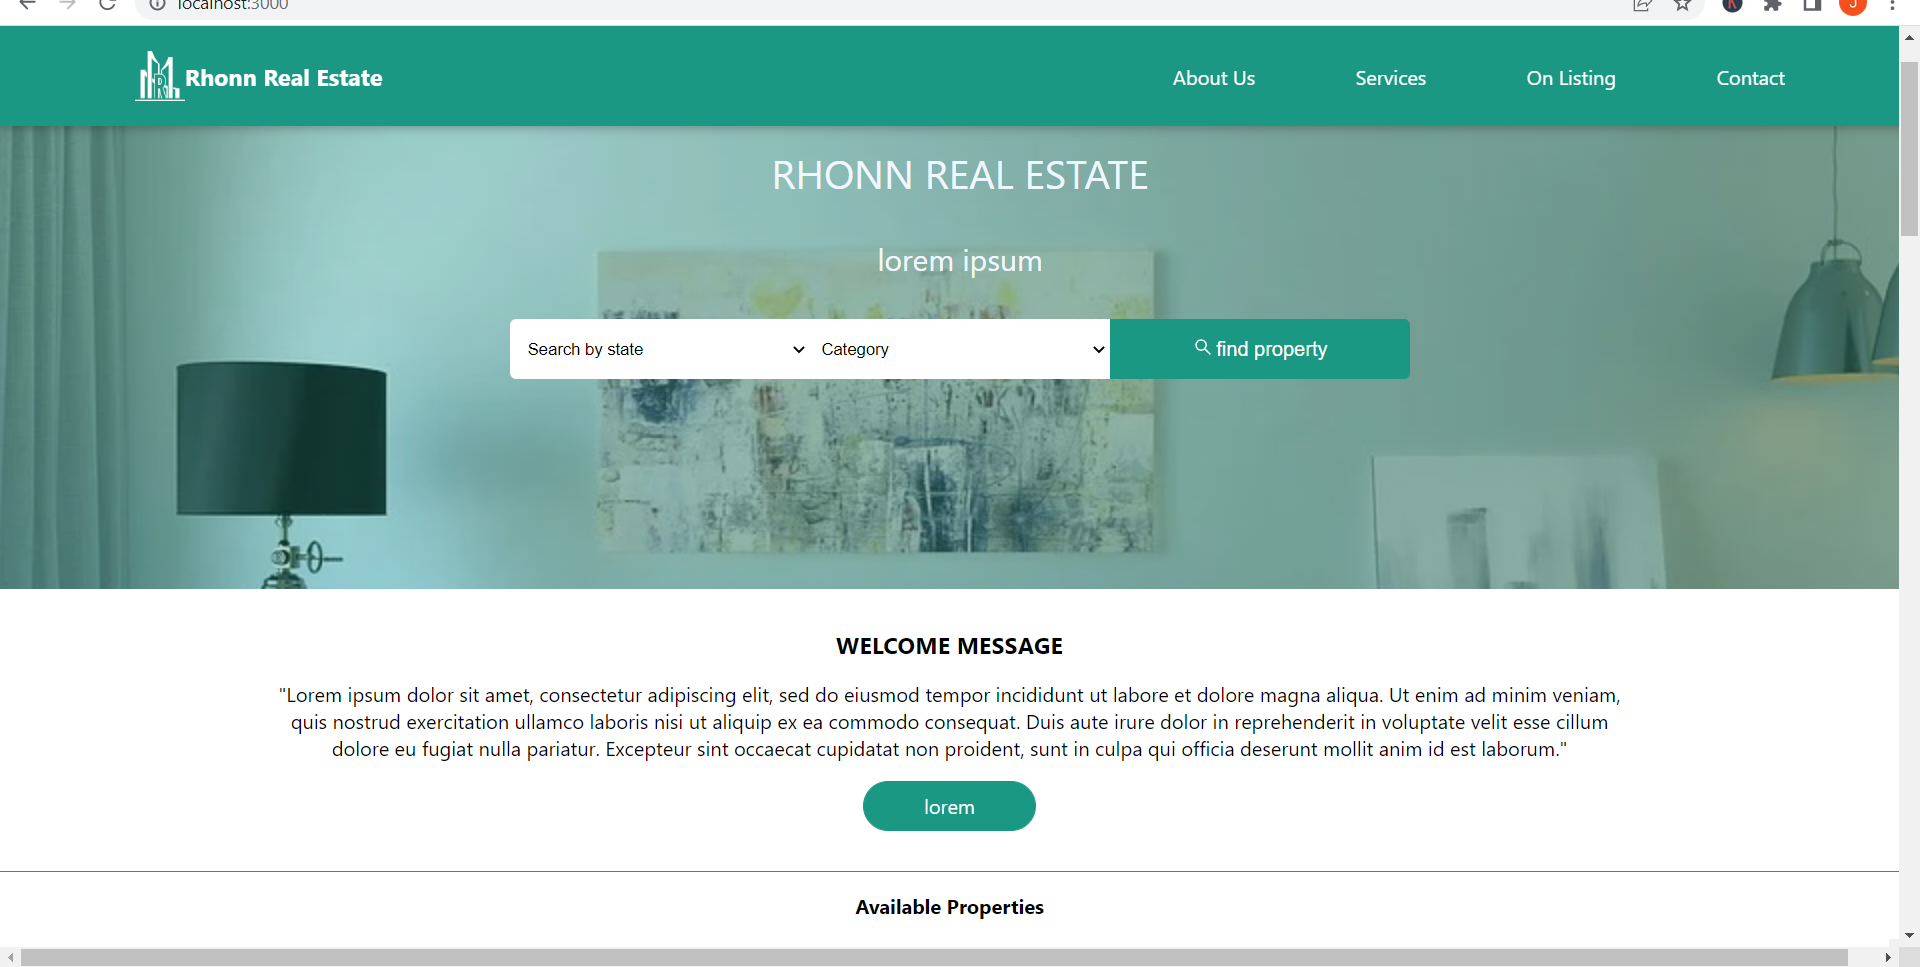 localhost:3000
Rhonn Real Estate
About Us
Services
On Listing
Contact
RHONN REAL ESTATE
lorem ipsum
Search by state
Category
find property
WELCOME MESSAGE
"Lorem ipsum dolor sit amet, consectetur adipiscing elit, sed do eiusmod tempor incididunt ut labore et dolore magna aliqua. Ut enim ad minim veniam,
quis nostrud exercitation ullamco laboris nisi ut aliquip ex ea commodo consequat. Duis aute irure dolor in reprehenderit in voluptate velit esse cillum
dolore eu fugiat nulla pariatur. Excepteur sint occaecat cupidatat non proident, sunt in culpa qui officia deserunt mollit anim id est laborum."
lorem
Available Properties